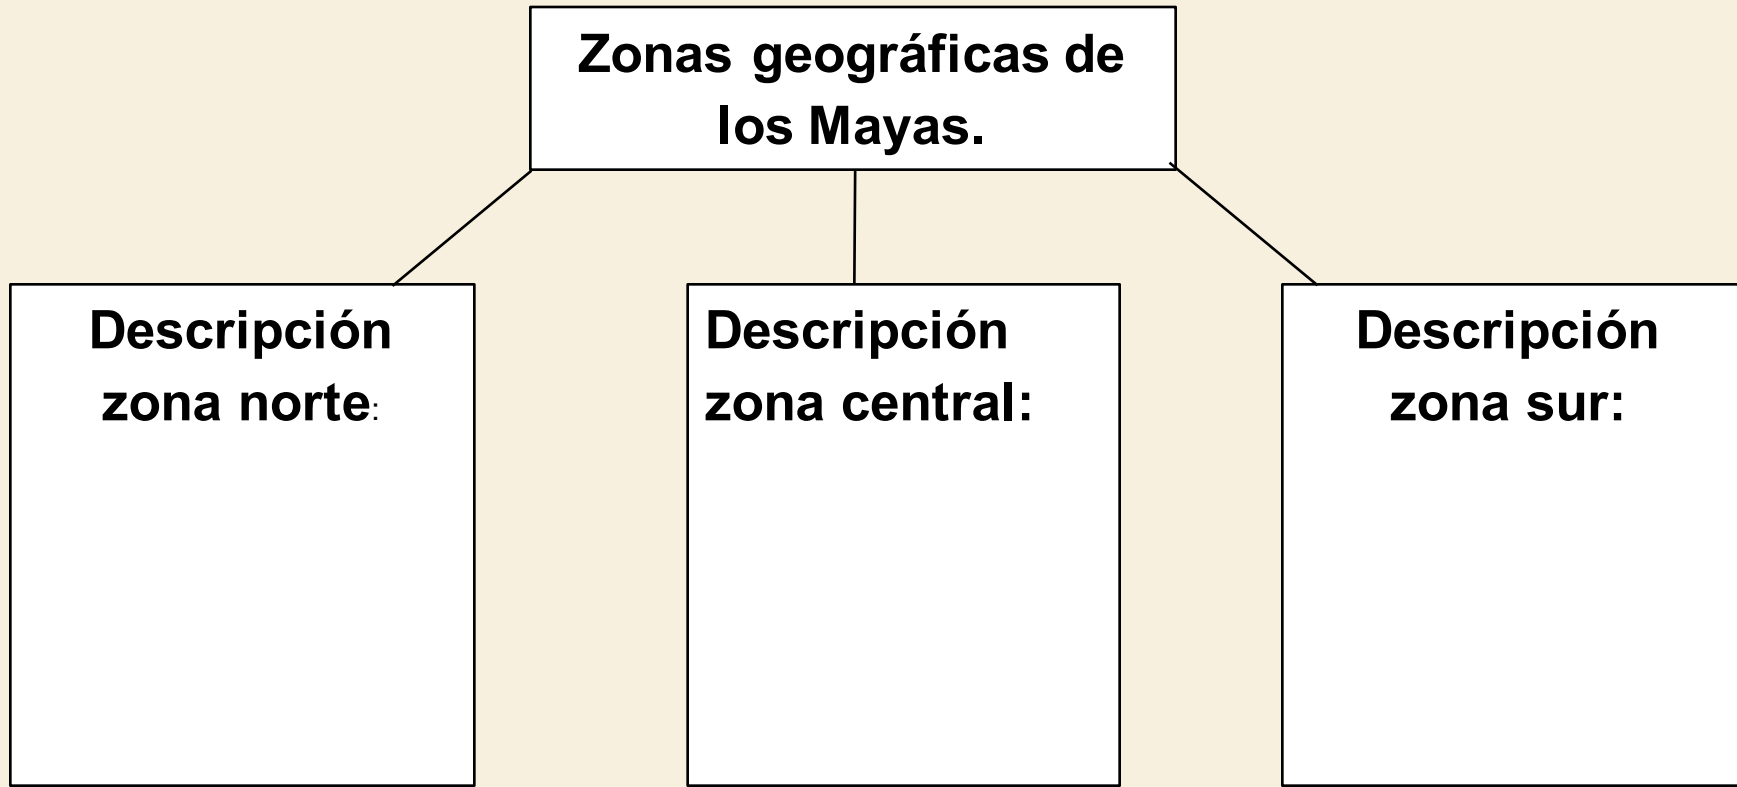 Zonas geográficas de
los Mayas.
Descripción
zona norte:
Descripción
zona central:
Descripción
zona sur: